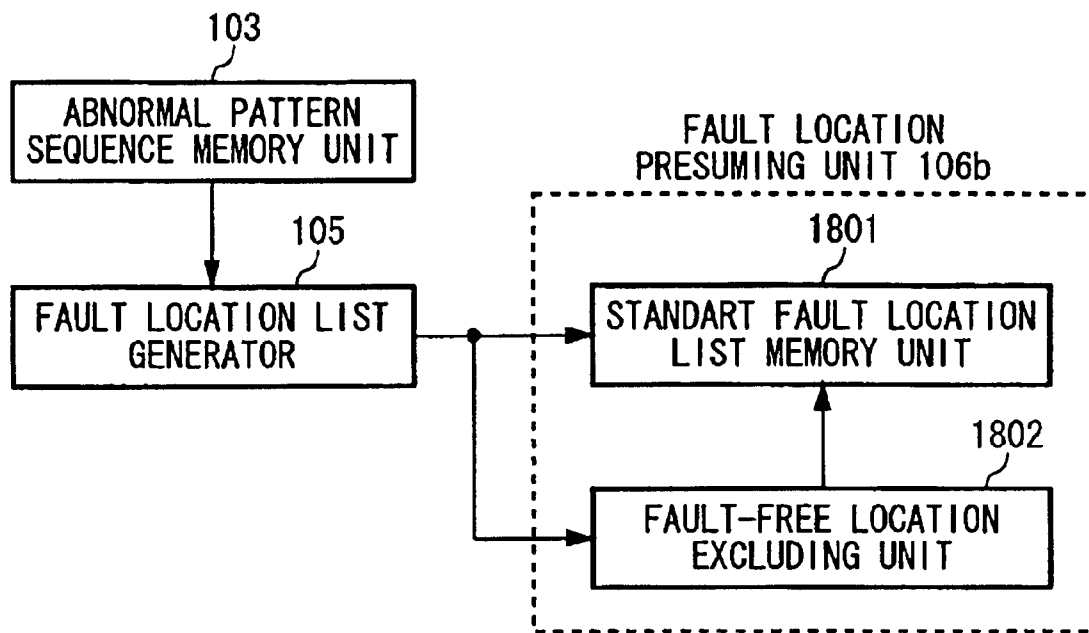 103
ABNORMAL PATTERN
SEQUENCE MEMORY UNIT
FAULT LOCATION
PRESUMING UNIT 106b
105
FAULT LOCATION LIST
GENERATOR
1801
STANDART FAULT LOCATION
LIST MEMORY UNIT
1802
FAULT-FREE LOCATION
EXCLUDING UNIT